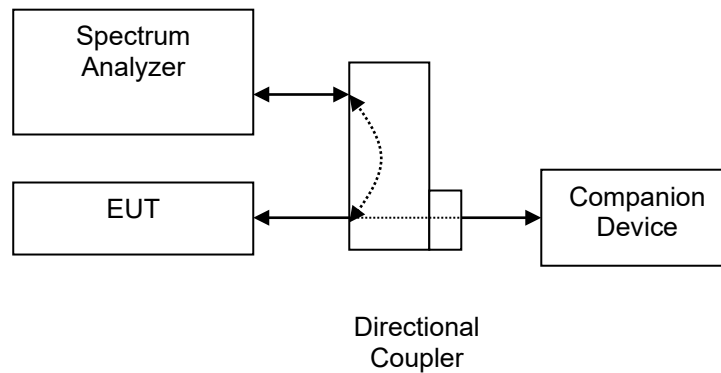 Spectrum
Analyzer
EUT
Companion
Device
Directional
Coupler